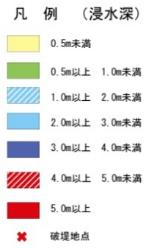 凡 例 （浸水深）
0.5m未満
0.5m以上 1.0m未満
1.0m以上 2.0m未満
2.0m以上 3.0m未満
3.0m以上 4.0m未満
4.0m以上 5.0m未満
5.0m以上
破堤地点